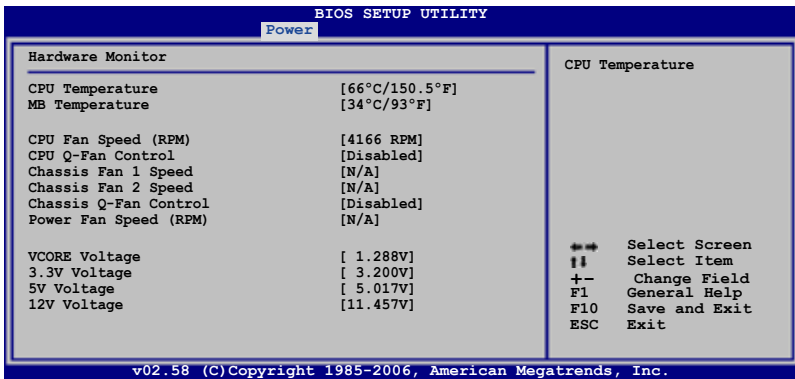 BIOS SETUP UTILITY
Power
Hardware Monitor
CPU Temperature [66°C/150.5°F]
MB Temperature [34°C/93°F]
CPU Fan Speed (RPM) [4166 RPM]
CPU Q-Fan Control [Disabled]
Chassis Fan 1 Speed [N/A]
Chassis Fan 2 Speed [N/A]
Chassis Q-Fan Control [Disabled]
Power Fan Speed (RPM) [N/A]
VCORE Voltage [ 1.288V]
3.3V Voltage [ 3.200V]
5V Voltage [ 5.017V]
12V Voltage [11.457V]
CPU Temperature
←→ Select Screen
↑↓ Select Item
+- Change Field
F1 General Help
F10 Save and Exit
ESC Exit
v02.58 (C)Copyright 1985-2006, American Megatrends, Inc.